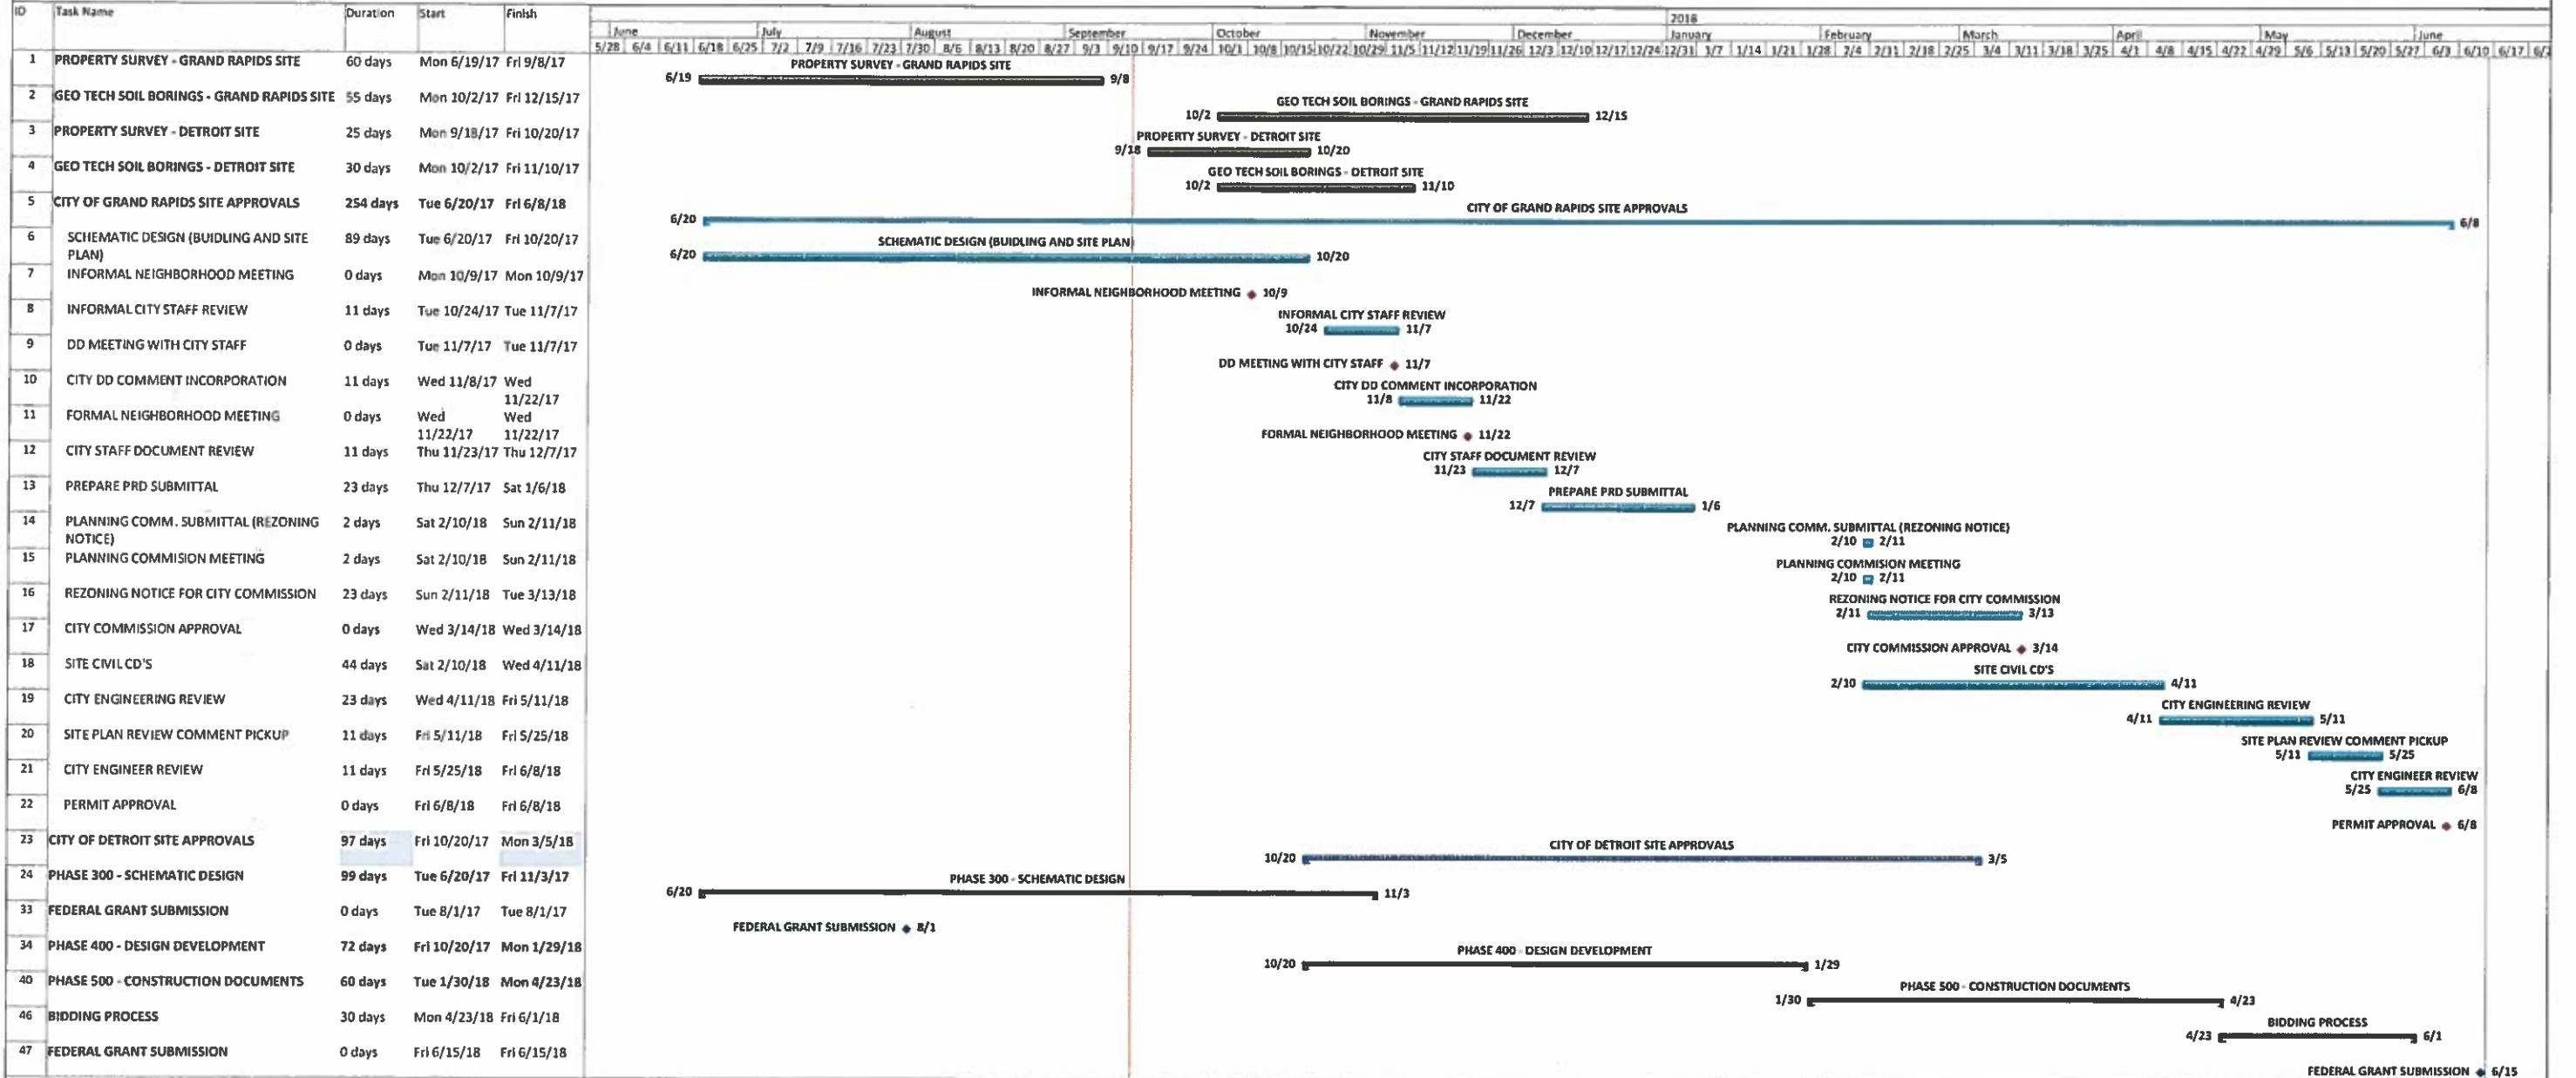 ID Task Name Duration Start Finish
2018
June July August September October November December January February March April May June
5/28 6/4 6/11 6/18 6/25 7/2 7/9 7/16 7/23 7/30 8/6 8/13 8/20 8/27 9/3 9/10 9/17 9/24 10/1 10/8 10/15 10/22 10/29 11/5 11/12 11/19 11/26 12/3 12/10 12/17 12/24 12/31 1/7 1/14 1/21 1/28 2/4 2/11 2/18 2/25 3/4 3/11 3/18 3/25 4/1 4/8 4/15 4/22 4/29 5/6 5/13 5/20 5/27 6/3 6/10 6/17
1 PROPERTY SURVEY - GRAND RAPIDS SITE 60 days Mon 6/19/17 Fri 9/8/17
PROPERTY SURVEY - GRAND RAPIDS SITE
6/19 9/8
2 GEO TECH SOIL BORINGS - GRAND RAPIDS SITE 55 days Mon 10/2/17 Fri 12/15/17
GEO TECH SOIL BORINGS - GRAND RAPIDS SITE
10/2 12/15
3 PROPERTY SURVEY - DETROIT SITE 25 days Mon 9/18/17 Fri 10/20/17
PROPERTY SURVEY - DETROIT SITE
9/18 10/20
4 GEO TECH SOIL BORINGS - DETROIT SITE 30 days Mon 10/2/17 Fri 11/10/17
GEO TECH SOIL BORINGS - DETROIT SITE
10/2 11/10
5 CITY OF GRAND RAPIDS SITE APPROVALS 254 days Tue 6/20/17 Fri 6/8/18
CITY OF GRAND RAPIDS SITE APPROVALS
6/20 6/8
6 SCHEMATIC DESIGN (BUIDLING AND SITE 89 days Tue 6/20/17 Fri 10/20/17
PLAN)
SCHEMATIC DESIGN (BUIDLING AND SITE PLAN)
6/20 10/20
7 INFORMAL NEIGHBORHOOD MEETING 0 days Mon 10/9/17 Mon 10/9/17
INFORMAL NEIGHBORHOOD MEETING 10/9
8 INFORMAL CITY STAFF REVIEW 11 days Tue 10/24/17 Tue 11/7/17
INFORMAL CITY STAFF REVIEW
10/24 11/7
9 DD MEETING WITH CITY STAFF 0 days Tue 11/7/17 Tue 11/7/17
DD MEETING WITH CITY STAFF 11/7
10 CITY DD COMMENT INCORPORATION 11 days Wed 11/8/17 Wed
11/22/17
CITY DD COMMENT INCORPORATION
11/8 11/22
11 FORMAL NEIGHBORHOOD MEETING 0 days Wed Wed
11/22/17 11/22/17
FORMAL NEIGHBORHOOD MEETING 11/22
12 CITY STAFF DOCUMENT REVIEW 11 days Thu 11/23/17 Thu 12/7/17
CITY STAFF DOCUMENT REVIEW
11/23 12/7
13 PREPARE PRD SUBMITTAL 23 days Thu 12/7/17 Sat 1/6/18
PREPARE PRD SUBMITTAL
12/7 1/6
14 PLANNING COMM. SUBMITTAL (REZONING 2 days Sat 2/10/18 Sun 2/11/18
NOTICE)
PLANNING COMM. SUBMITTAL (REZONING NOTICE)
2/10 2/11
15 PLANNING COMMISION MEETING 2 days Sat 2/10/18 Sun 2/11/18
PLANNING COMMISION MEETING
2/10 2/11
16 REZONING NOTICE FOR CITY COMMISSION 23 days Sun 2/11/18 Tue 3/13/18
REZONING NOTICE FOR CITY COMMISSION
2/11 3/13
17 CITY COMMISSION APPROVAL 0 days Wed 3/14/18 Wed 3/14/18
CITY COMMISSION APPROVAL 3/14
18 SITE CIVIL CD'S 44 days Sat 2/10/18 Wed 4/11/18
SITE CIVIL CD'S
2/10 4/11
19 CITY ENGINEERING REVIEW 23 days Wed 4/11/18 Fri 5/11/18
CITY ENGINEERING REVIEW
4/11 5/11
20 SITE PLAN REVIEW COMMENT PICKUP 11 days Fri 5/11/18 Fri 5/25/18
SITE PLAN REVIEW COMMENT PICKUP
5/11 5/25
21 CITY ENGINEER REVIEW 11 days Fri 5/25/18 Fri 6/8/18
CITY ENGINEER REVIEW
5/25 6/8
22 PERMIT APPROVAL 0 days Fri 6/8/18 Fri 6/8/18
PERMIT APPROVAL 6/8
23 CITY OF DETROIT SITE APPROVALS 97 days Fri 10/20/17 Mon 3/5/18
CITY OF DETROIT SITE APPROVALS
10/20 3/5
24 PHASE 300 - SCHEMATIC DESIGN 99 days Tue 6/20/17 Fri 11/3/17
PHASE 300 - SCHEMATIC DESIGN
6/20 11/3
33 FEDERAL GRANT SUBMISSION 0 days Tue 8/1/17 Tue 8/1/17
FEDERAL GRANT SUBMISSION 8/1
34 PHASE 400 - DESIGN DEVELOPMENT 72 days Fri 10/20/17 Mon 1/29/18
PHASE 400 - DESIGN DEVELOPMENT
10/20 1/29
40 PHASE 500 - CONSTRUCTION DOCUMENTS 60 days Tue 1/30/18 Mon 4/23/18
PHASE 500 - CONSTRUCTION DOCUMENTS
1/30 4/23
46 BIDDING PROCESS 30 days Mon 4/23/18 Fri 6/1/18
BIDDING PROCESS
4/23 6/1
47 FEDERAL GRANT SUBMISSION 0 days Fri 6/15/18 Fri 6/15/18
FEDERAL GRANT SUBMISSION 6/15